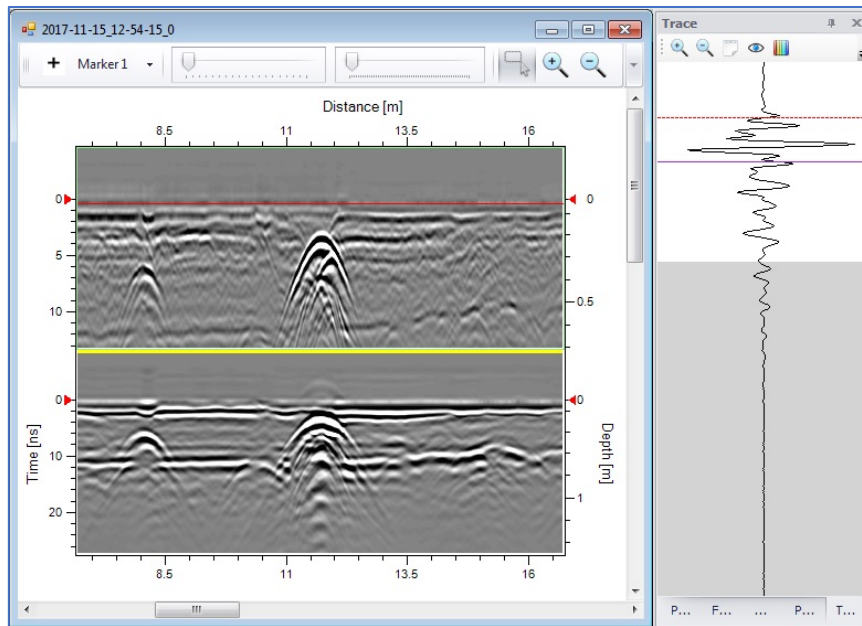 2017-11-15_12-54-15_0
Marker 1
Distance [m]
8.5 11 13.5 16
0 0
5
10 0.5
0 0
10
20 1
Time [ns]
Depth [m]
8.5 11 13.5 16
Trace
P... F... ... P... T...